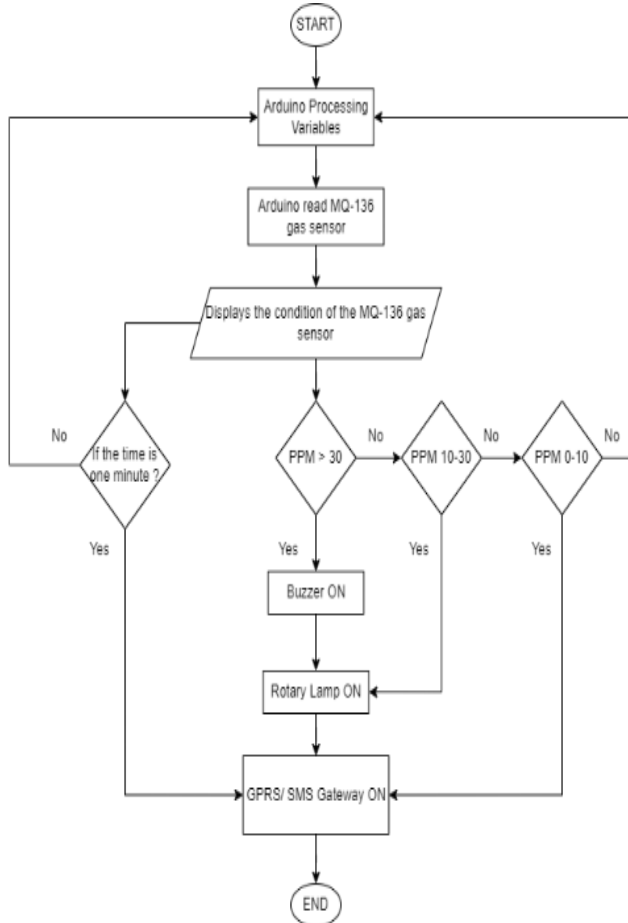 START
Arduino Processing
Variables
Arduino read MQ-136
gas sensor
Displays the condition of the MQ-136 gas
sensor
No
If the time is
one minute ?
Yes
PPM > 30
No
PPM 10-30
No
PPM 0-10
No
Yes
Yes
Yes
Buzzer ON
Rotary Lamp ON
GPRS/ SMS Gateway ON
END